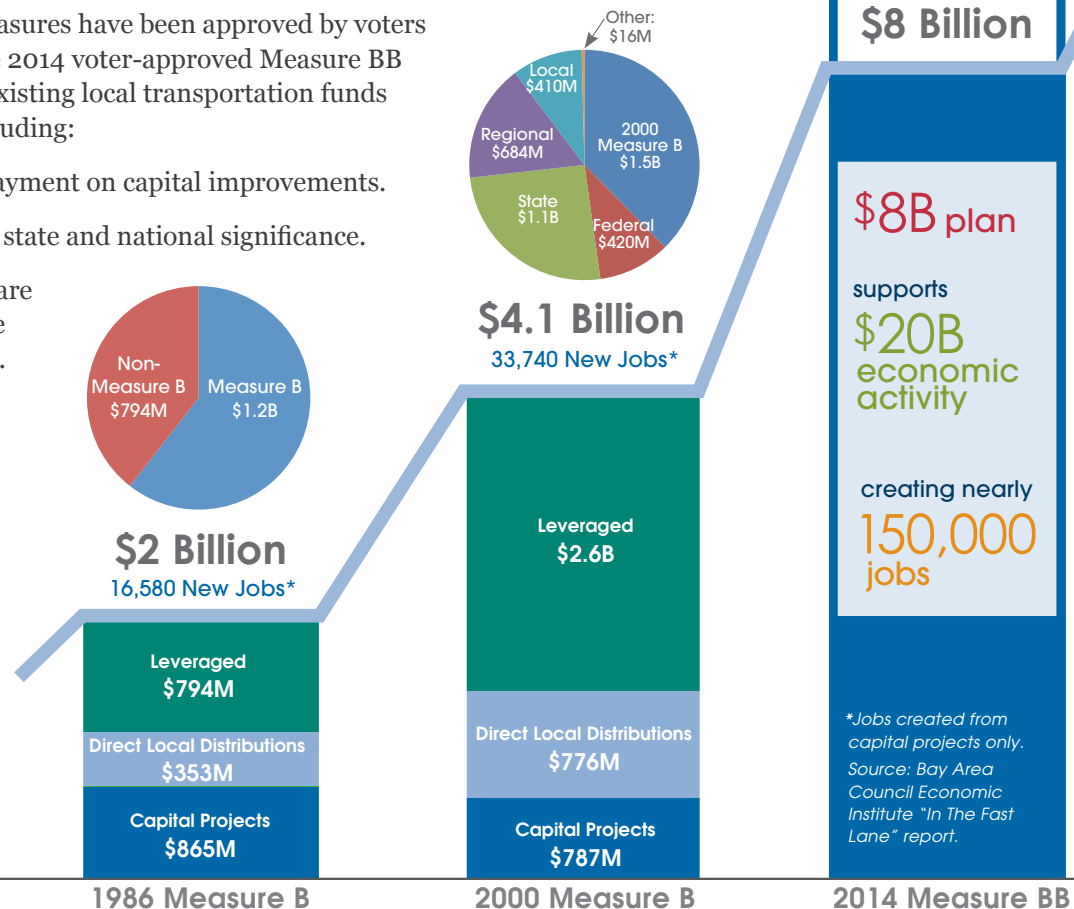 asures have been approved by voters
2014 voter-approved Measure BB
xisting local transportation funds
uding:
ayment on capital improvements.
state and national significance.
are
.
Non-
Measure B
$794M
Measure B
$1.2B
$2 Billion
16,580 New Jobs*
Leveraged
$794M
Direct Local Distributions
$353M
Capital Projects
$865M
1986 Measure B
Other:
$16M
Local
$410M
Regional
$684M
2000
Measure B
$1.5B
State
$1.1B
Federal
$420M
$4.1 Billion
33,740 New Jobs*
Leveraged
$2.6B
Direct Local Distributions
$776M
Capital Projects
$787M
2000 Measure B
$8 Billion
$8B plan
supports
$20B
economic
activity
creating nearly
150,000
jobs
*Jobs created from
capital projects only.
Source: Bay Area
Council Economic
Institute “In The Fast
Lane” report.
2014 Measure BB